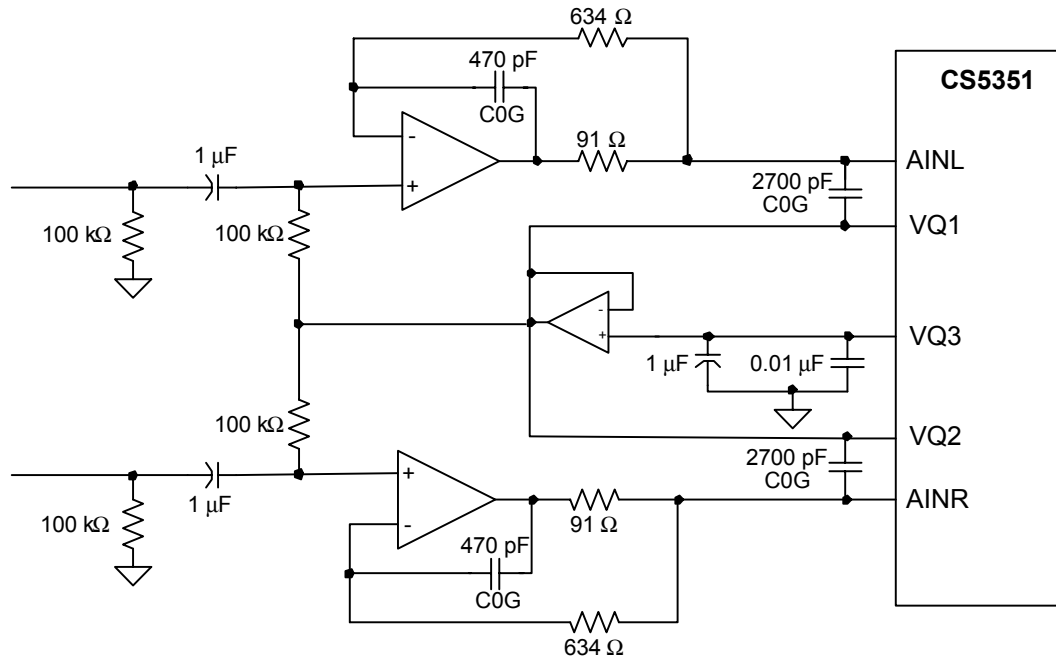 634 Ω
470 pF
C0G
CS5351
-
+
91 Ω
1 µF
AINL
2700 pF
C0G
100 kΩ
100 kΩ
VQ1
-
+
VQ3
1 µF
0.01 µF
100 kΩ
VQ2
2700 pF
C0G
+
-
1 µF
100 kΩ
91 Ω
AINR
470 pF
C0G
634 Ω